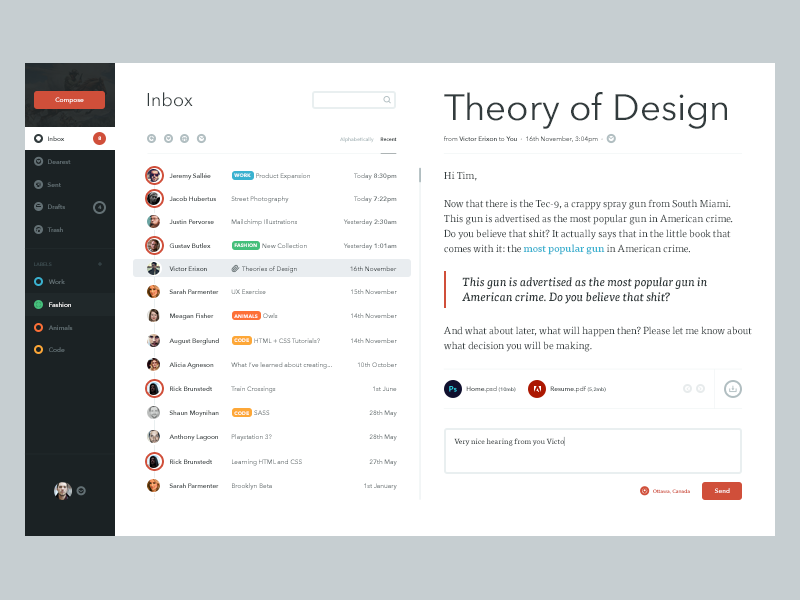 Compose
Inbox 8
Dearest
Sent
Drafts 4
Trash
LABELS +
Work
Fashion
Animals
Code
Inbox
Alphabetically Recent
Jeremy Sallée WORK Product Expansion Today 8:30pm
Jacob Hubertus Street Photography Today 7:22pm
Justin Pervorse Mailchimp Illustrations Yesterday 2:30am
Gustav Butlex FASHION New Collection Yesterday 1:01am
Victor Erixon Theories of Design 16th November
Sarah Parmenter UX Exercise 15th November
Meagan Fisher ANIMALS Owls 14th November
August Berglund CODE HTML + CSS Tutorials? 14th November
Alicia Agneson What I've learned about creating... 10th October
Rick Brunstedt Train Crossings 1st June
Shaun Moynihan CODE SASS 28th May
Anthony Lagoon Playstation 3? 28th May
Rick Brunstedt Learning HTML and CSS 27th May
Sarah Parmenter Brooklyn Beta 1st January
Theory of Design
from Victor Erixon to You · 16th November, 3:04pm ·
Hi Tim,
Now that there is the Tec-9, a crappy spray gun from South Miami.
This gun is advertised as the most popular gun in American crime.
Do you believe that shit? It actually says that in the little book that
comes with it: the most popular gun in American crime.
This gun is advertised as the most popular gun in
American crime. Do you believe that shit?
And what about later, what will happen then? Please let me know about
what decision you will be making.
Ps Home.psd (10mb) Resume.pdf (5,2mb)
Very nice hearing from you Victo
Ottawa, Canada Send